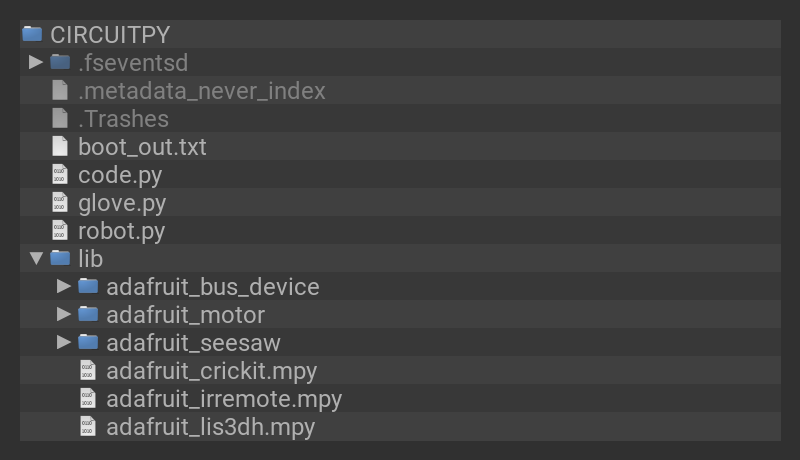 CIRCUITPY
.fseventsd
.metadata_never_index
.Trashes
boot_out.txt
code.py
glove.py
robot.py
lib
adafruit_bus_device
adafruit_motor
adafruit_seesaw
adafruit_crickit.mpy
adafruit_irremote.mpy
adafruit_lis3dh.mpy